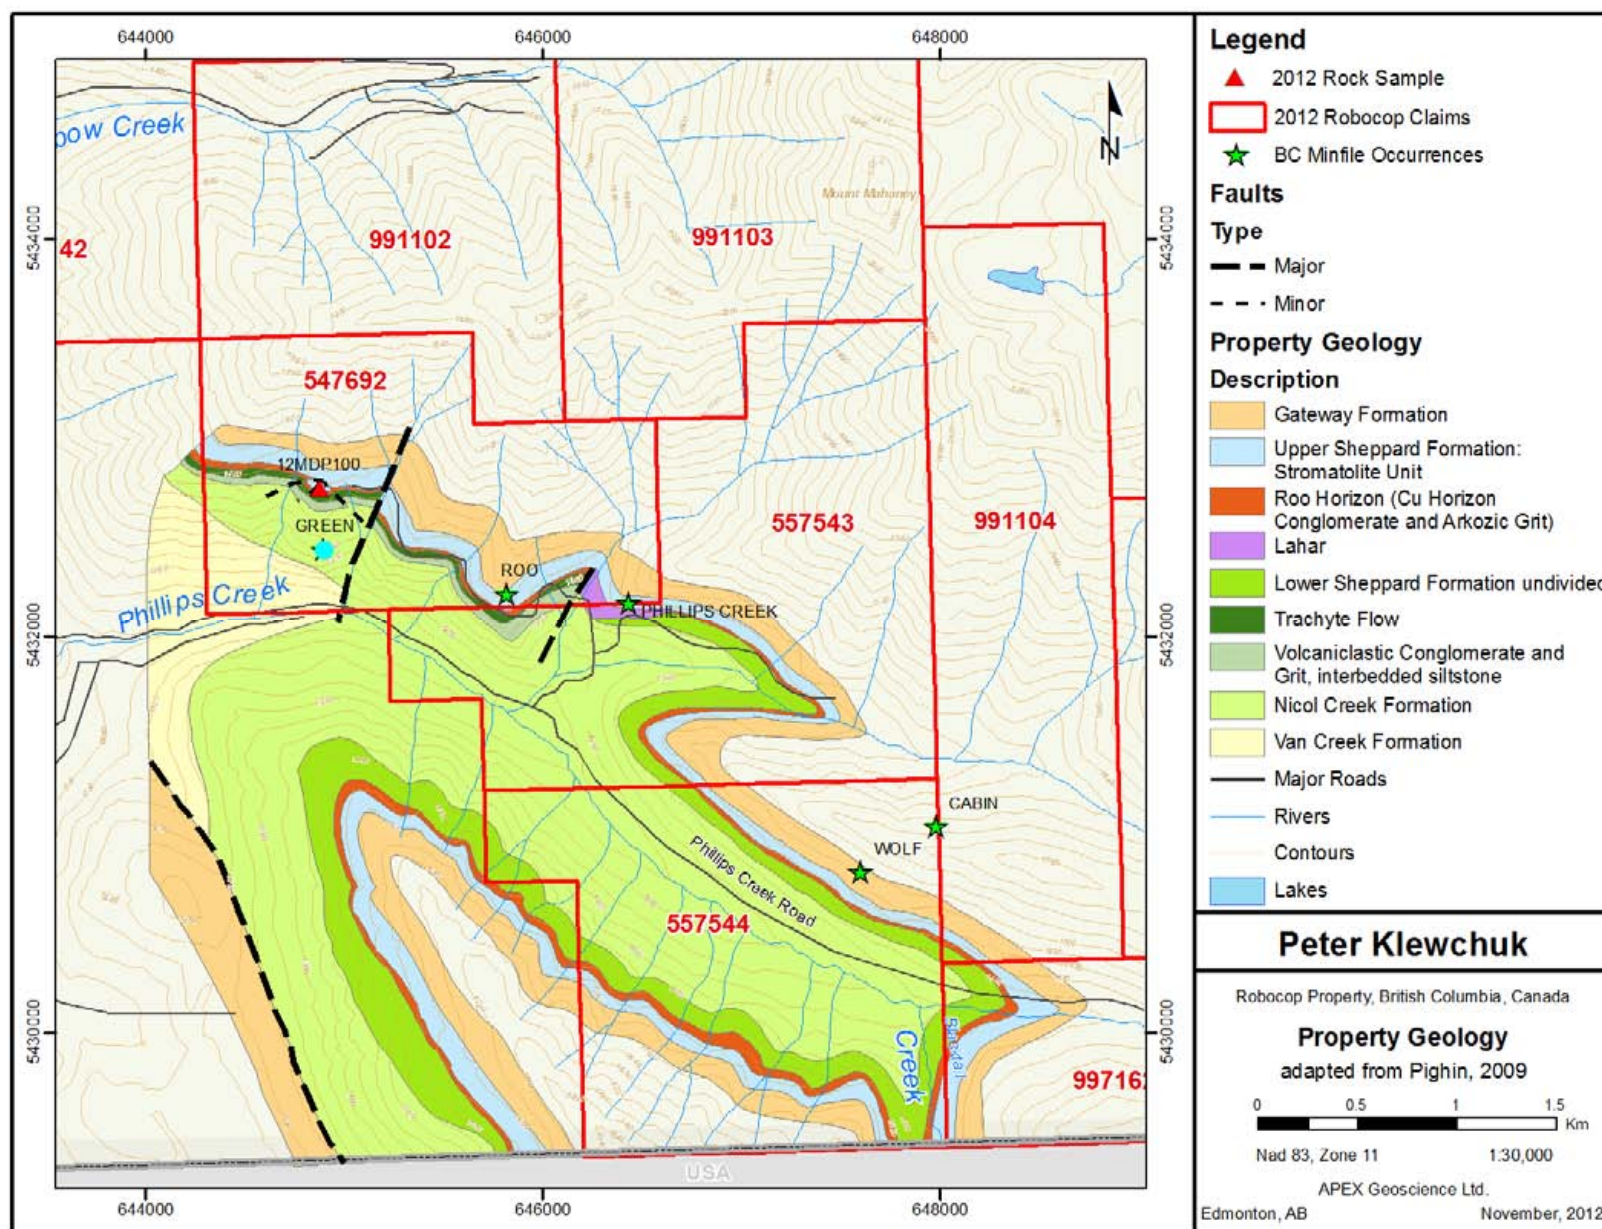 644000
646000
648000
bow Creek
Mount Mahaney
5434000
5434000
42
991102
991103
547692
12MDP100
557543
991104
GREEN
ROO
Phillips Creek
PHILLIPS CREEK
5432000
5432000
CABIN
WOLF
Phillips Creek Road
557544
5430000
5430000
Creek
99716
USA
644000
646000
648000
N
Legend
2012 Rock Sample
2012 Robocop Claims
BC Minfile Occurrences
Faults
Type
Major
Minor
Property Geology
Description
Gateway Formation
Upper Sheppard Formation:
Stromatolite Unit
Roo Horizon (Cu Horizon
Conglomerate and Arkozic Grit)
Lahar
Lower Sheppard Formation undivided
Trachyte Flow
Volcaniclastic Conglomerate and
Grit, interbedded siltstone
Nicol Creek Formation
Van Creek Formation
Major Roads
Rivers
Contours
Lakes
Peter Klewchuk
Robocop Property, British Columbia, Canada
Property Geology
adapted from Pighin, 2009
0 0.5 1 1.5
Km
Nad 83, Zone 11 1:30,000
APEX Geoscience Ltd.
Edmonton, AB November, 2012